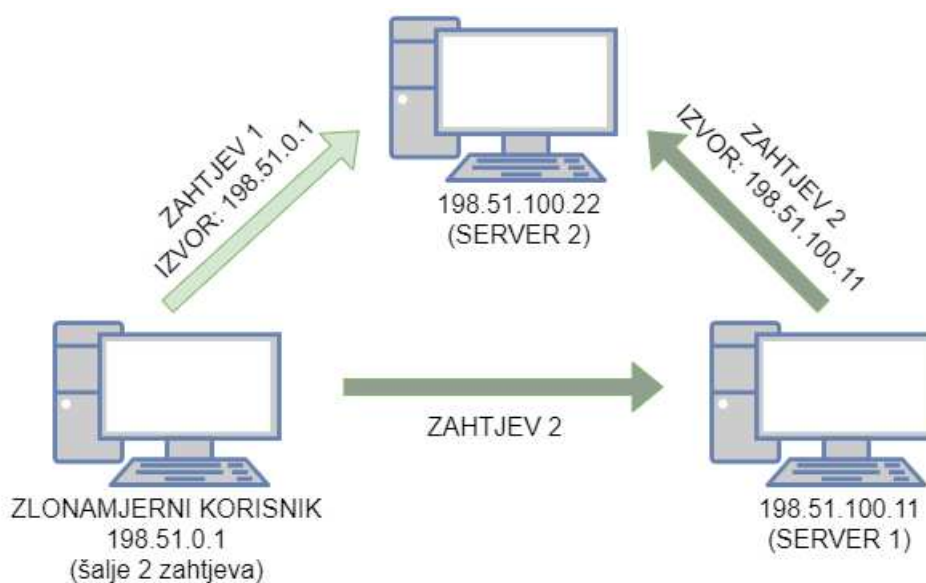 ZAHTJEV 1
IZVOR: 198.51.0.1
ZAHTJEV 2
IZVOR: 198.51.100.11
198.51.100.22
(SERVER 2)
ZAHTJEV 2
ZLONAMJERNI KORISNIK
198.51.0.1
(šalje 2 zahtjeva)
198.51.100.11
(SERVER 1)